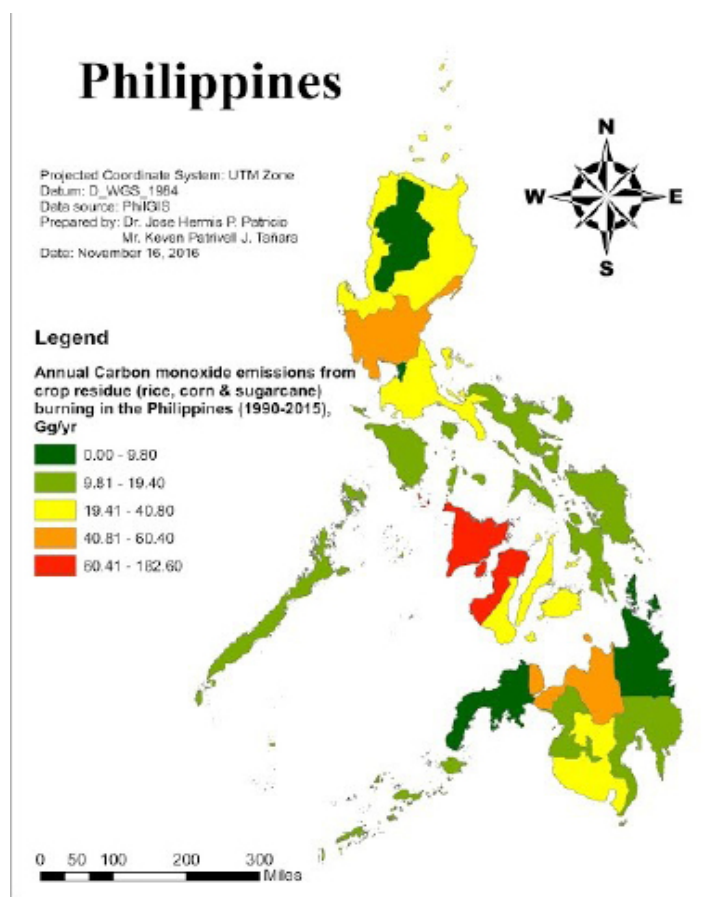 Philippines
Projected Coordinate System: UTM Zone
Datum: D_WGS_1984
Data source: PhilGIS
Prepared by: Dr. Jose Hermis P. Patricio
Mr. Keven Patrivell J. Tañara
Date: November 16, 2016
N
W E
S
Legend
Annual Carbon monoxide emissions from
crop residue (rice, corn & sugarcane)
burning in the Philippines (1990-2015),
Gg/yr
0.00 - 9.80
9.81 - 19.40
19.41 - 40.80
40.81 - 60.40
60.41 - 162.60
0 50 100 200 300
Miles